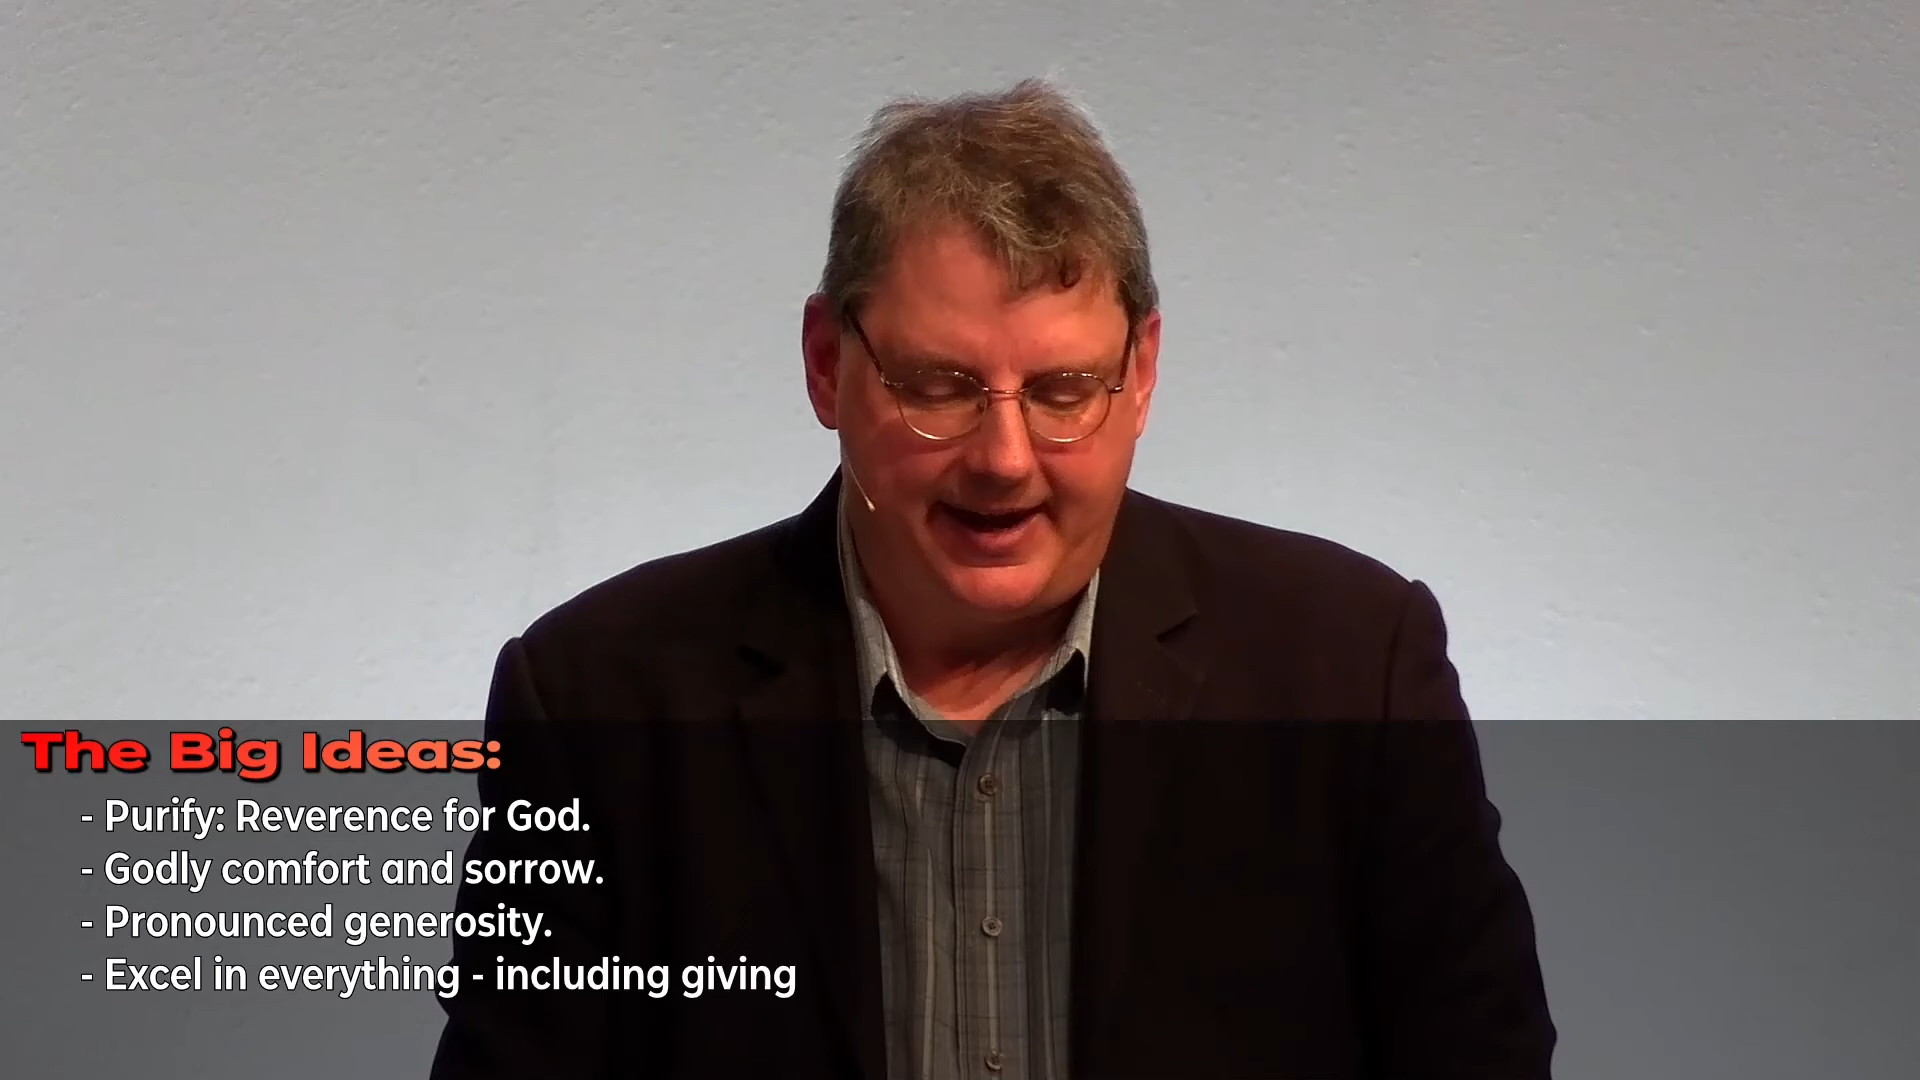 The Big Ideas:
- Purify: Reverence for God.
- Godly comfort and sorrow.
- Pronounced generosity.
- Excel in everything - including giving